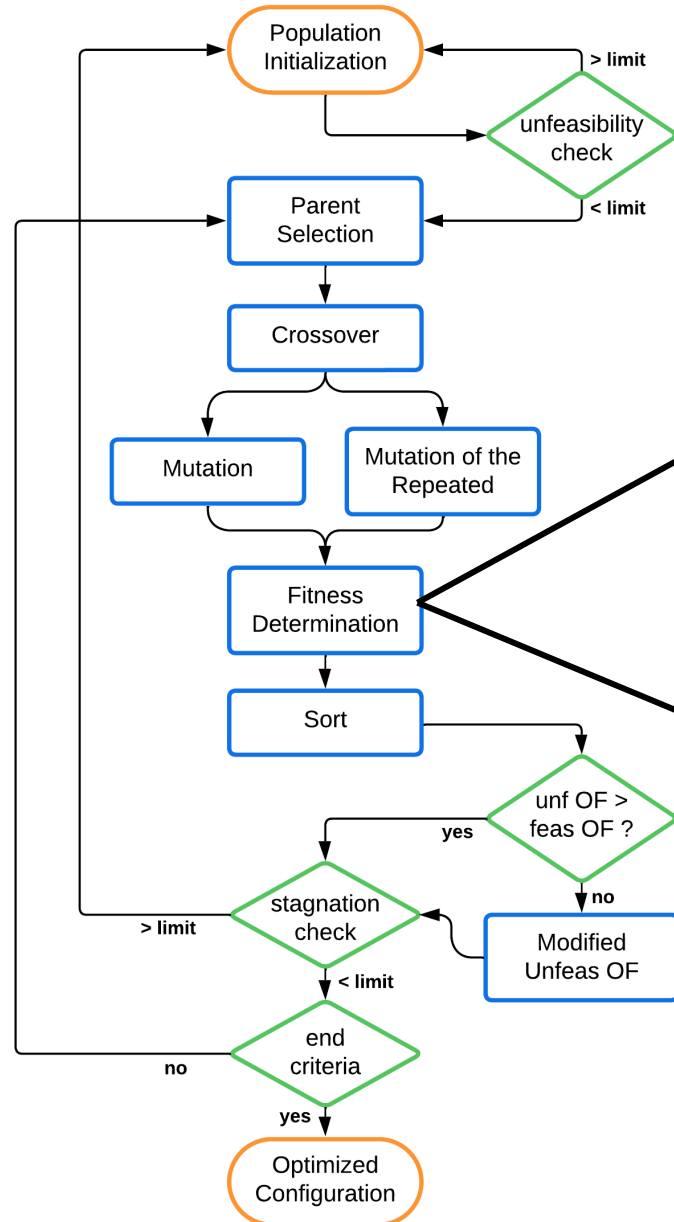 Population
Initialization
> limit
unfeasibility
check
< limit
Parent
Selection
Crossover
Mutation
Mutation of the
Repeated
Fitness
Determination
Sort
unf OF >
feas OF ?
yes
no
stagnation
check
> limit
Modified
Unfeas OF
< limit
end
criteria
no
yes
Optimized
Configuration